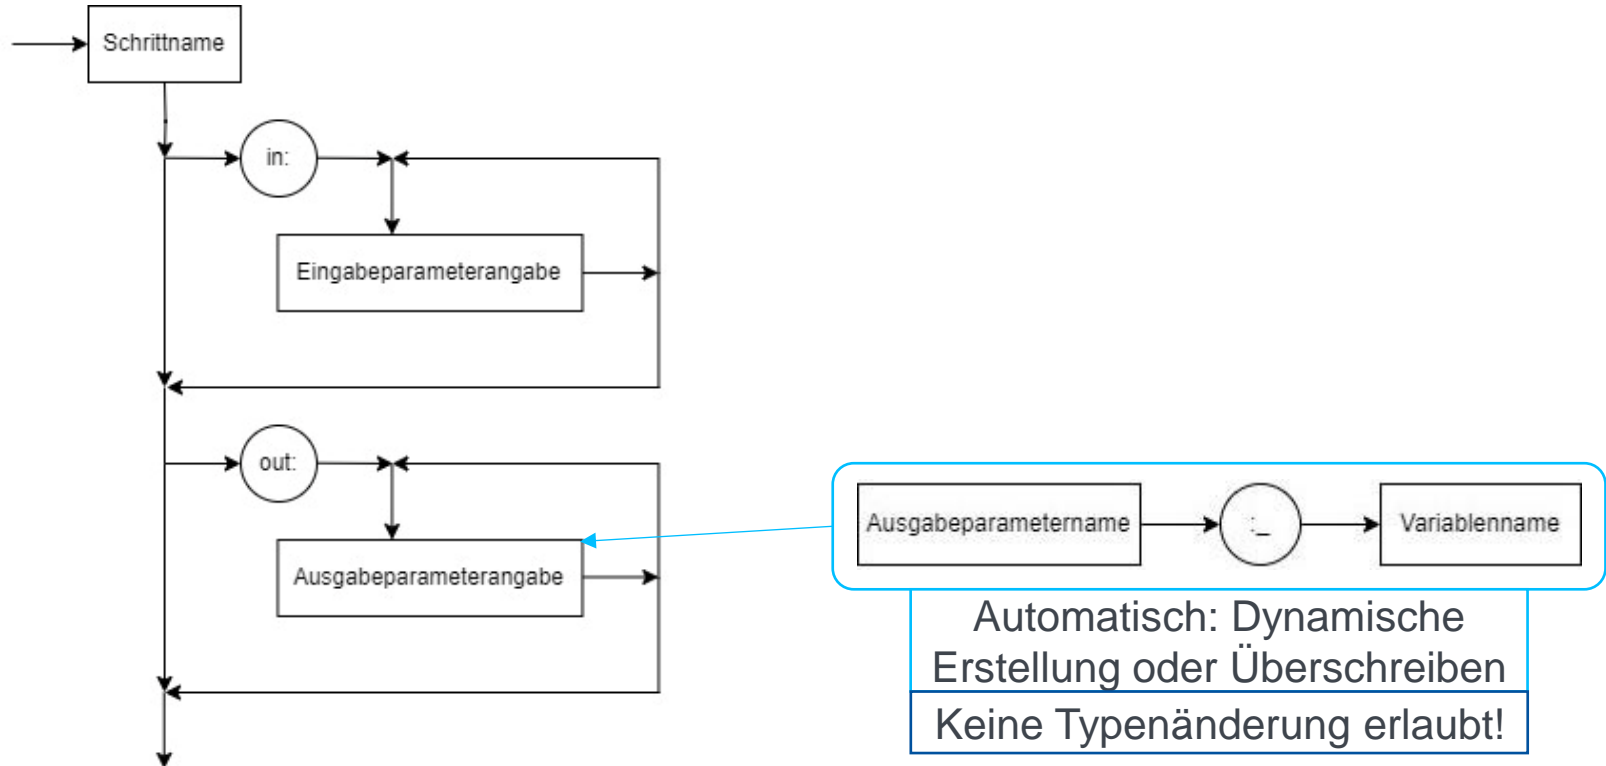 Schrittname
in:
Eingabeparameterangabe
out:
Ausgabeparameterangabe
Ausgabeparametername
:_
Variablenname
Automatisch: Dynamische
Erstellung oder Überschreiben
Keine Typenänderung erlaubt!